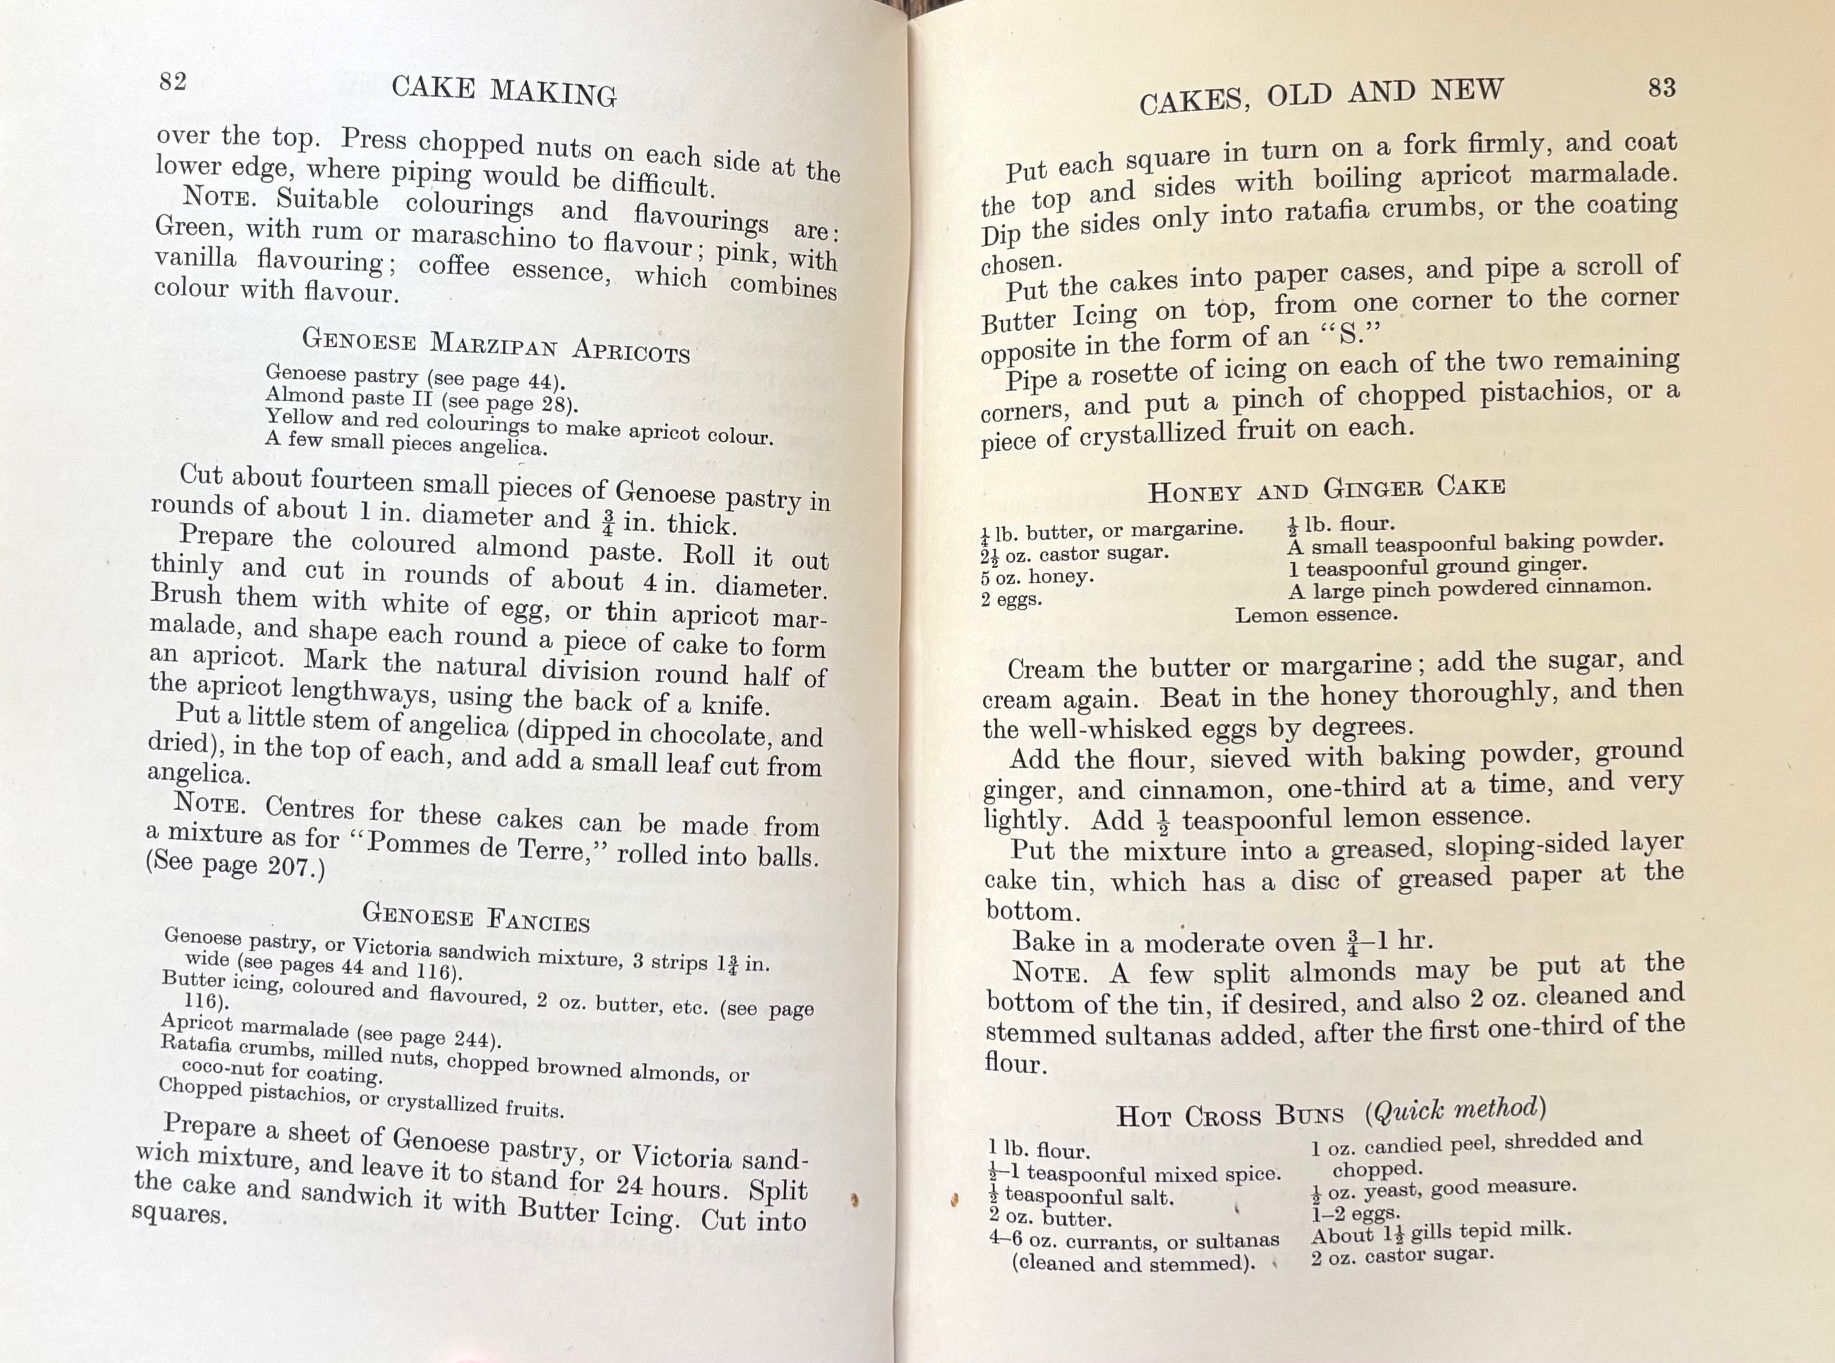 82
CAKE MAKING
over the top. Press chopped nuts on each side at the
lower edge, where piping would be difficult.
NOTE. Suitable colourings and flavourings are:
Green, with rum or maraschino to flavour; pink, with
vanilla flavouring; coffee essence, which combines
colour with flavour.
GENOESE MARZIPAN APRICOTS
Genoese pastry (see page 44).
Almond paste II (see page 28).
Yellow and red colourings to make apricot colour.
A few small pieces angelica.
Cut about fourteen small pieces of Genoese pastry in
rounds of about 1 in. diameter and ¾ in. thick.
Prepare the coloured almond paste. Roll it out
thinly and cut in rounds of about 4 in. diameter.
Brush them with white of egg, or thin apricot mar-
malade, and shape each round a piece of cake to form
an apricot. Mark the natural division round half of
the apricot lengthways, using the back of a knife.
Put a little stem of angelica (dipped in chocolate, and
dried), in the top of each, and add a small leaf cut from
angelica.
NOTE. Centres for these cakes can be made from
a mixture as for “Pommes de Terre,” rolled into balls.
(See page 207.)
GENOESE FANCIES
Genoese pastry, or Victoria sandwich mixture, 3 strips 1¾ in.
wide (see pages 44 and 116).
Butter icing, coloured and flavoured, 2 oz. butter, etc. (see page
116).
Apricot marmalade (see page 244).
Ratafia crumbs, milled nuts, chopped browned almonds, or
coco-nut for coating.
Chopped pistachios, or crystallized fruits.
Prepare a sheet of Genoese pastry, or Victoria sand-
wich mixture, and leave it to stand for 24 hours. Split
the cake and sandwich it with Butter Icing. Cut into
squares.
CAKES, OLD AND NEW
83
Put each square in turn on a fork firmly, and coat
the top and sides with boiling apricot marmalade.
Dip the sides only into ratafia crumbs, or the coating
chosen.
Put the cakes into paper cases, and pipe a scroll of
Butter Icing on top, from one corner to the corner
opposite in the form of an “S.”
Pipe a rosette of icing on each of the two remaining
corners, and put a pinch of chopped pistachios, or a
piece of crystallized fruit on each.
HONEY AND GINGER CAKE
¼ lb. butter, or margarine.
2½ oz. castor sugar.
5 oz. honey.
2 eggs.
½ lb. flour.
A small teaspoonful baking powder.
1 teaspoonful ground ginger.
A large pinch powdered cinnamon.
Lemon essence.
Cream the butter or margarine; add the sugar, and
cream again. Beat in the honey thoroughly, and then
the well-whisked eggs by degrees.
Add the flour, sieved with baking powder, ground
ginger, and cinnamon, one-third at a time, and very
lightly. Add ½ teaspoonful lemon essence.
Put the mixture into a greased, sloping-sided layer
cake tin, which has a disc of greased paper at the
bottom.
Bake in a moderate oven ¾–1 hr.
NOTE. A few split almonds may be put at the
bottom of the tin, if desired, and also 2 oz. cleaned and
stemmed sultanas added, after the first one-third of the
flour.
HOT CROSS BUNS (Quick method)
1 lb. flour.
½–1 teaspoonful mixed spice.
½ teaspoonful salt.
2 oz. butter.
4–6 oz. currants, or sultanas
(cleaned and stemmed).
1 oz. candied peel, shredded and
chopped.
½ oz. yeast, good measure.
1–2 eggs.
About 1½ gills tepid milk.
2 oz. castor sugar.